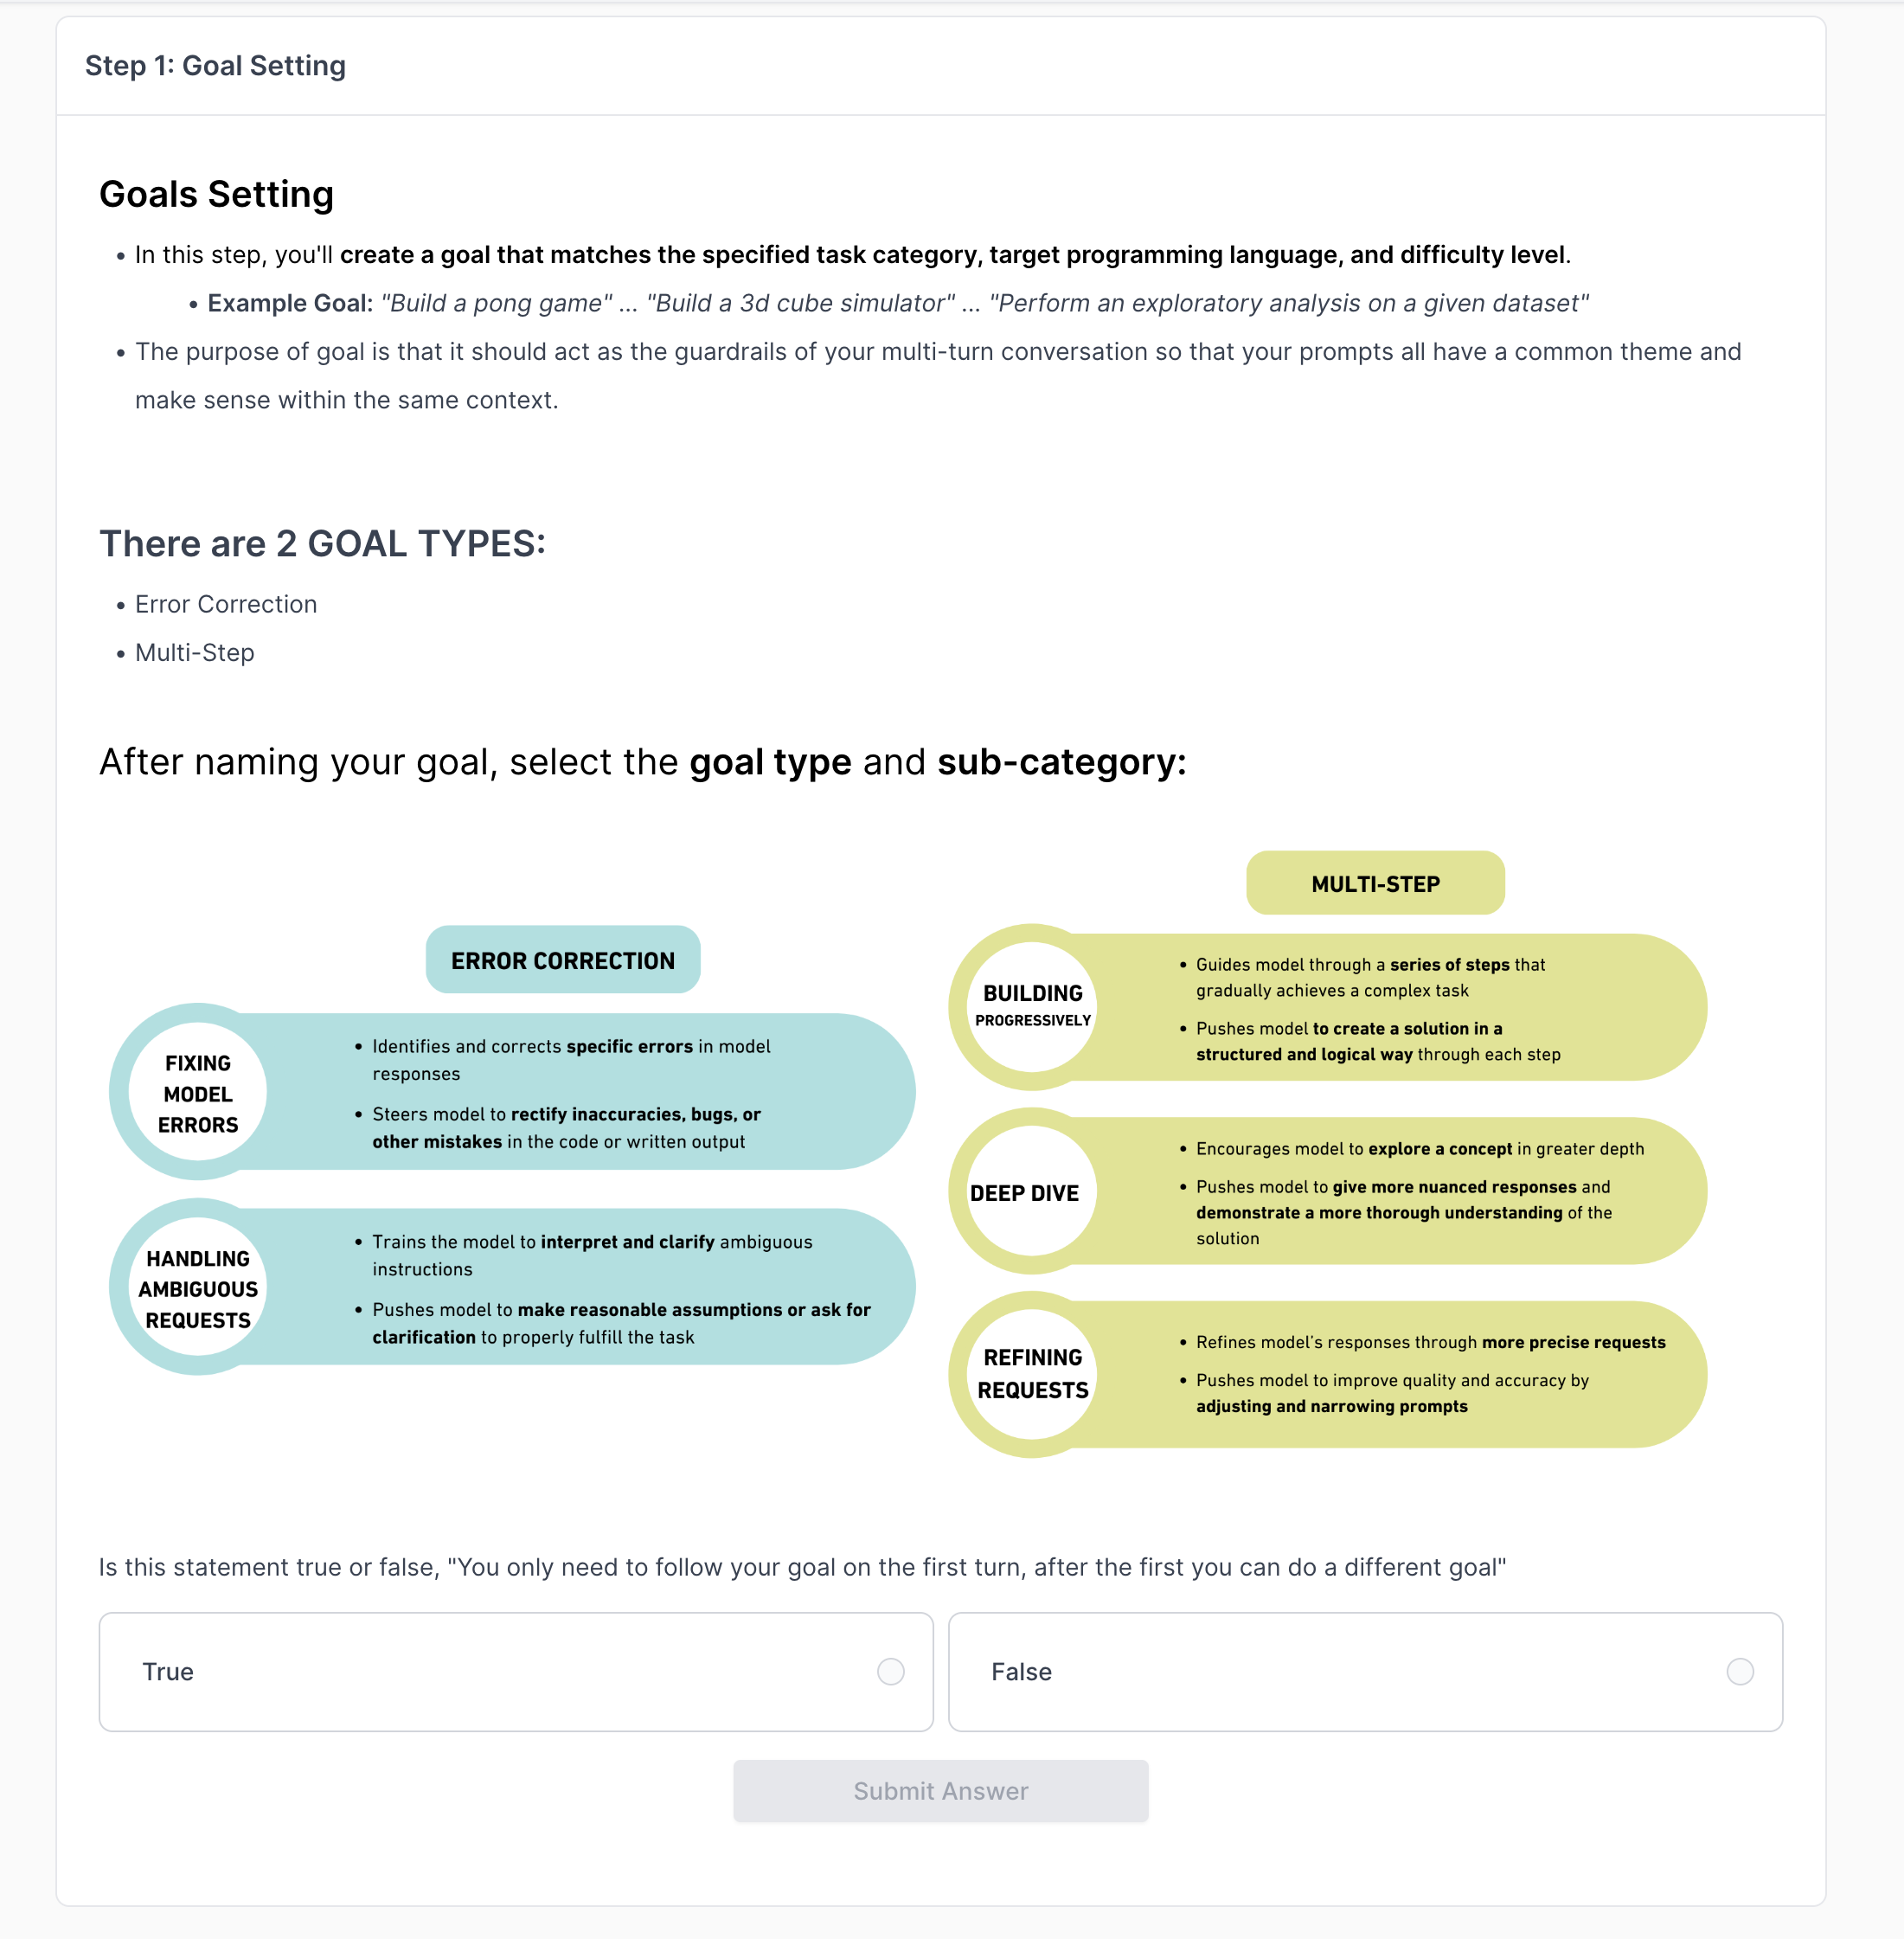 Step 1: Goal Setting
Goals Setting
• In this step, you'll create a goal that matches the specified task category, target programming language, and difficulty level.
• Example Goal: "Build a pong game" ... "Build a 3d cube simulator" ... "Perform an exploratory analysis on a given dataset"
• The purpose of goal is that it should act as the guardrails of your multi-turn conversation so that your prompts all have a common theme and
make sense within the same context.
There are 2 GOAL TYPES:
• Error Correction
• Multi-Step
After naming your goal, select the goal type and sub-category:
ERROR CORRECTION
FIXING
MODEL
ERRORS
• Identifies and corrects specific errors in model
responses
• Steers model to rectify inaccuracies, bugs, or
other mistakes in the code or written output
HANDLING
AMBIGUOUS
REQUESTS
• Trains the model to interpret and clarify ambiguous
instructions
• Pushes model to make reasonable assumptions or ask for
clarification to properly fulfill the task
MULTI-STEP
BUILDING
PROGRESSIVELY
• Guides model through a series of steps that
gradually achieves a complex task
• Pushes model to create a solution in a
structured and logical way through each step
DEEP DIVE
• Encourages model to explore a concept in greater depth
• Pushes model to give more nuanced responses and
demonstrate a more thorough understanding of the
solution
REFINING
REQUESTS
• Refines model's responses through more precise requests
• Pushes model to improve quality and accuracy by
adjusting and narrowing prompts
Is this statement true or false, "You only need to follow your goal on the first turn, after the first you can do a different goal"
True
False
Submit Answer